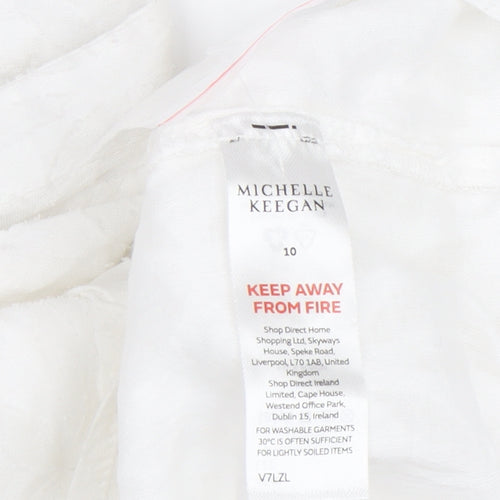 MICHELLE
KEEGAN
10
KEEP AWAY
FROM FIRE
Shop Direct Home
Shopping Ltd, Skyways
House, Speke Road,
Liverpool, L70 1AB, United
Kingdom
Shop Direct Ireland
Limited, Cape House,
Westend Office Park,
Dublin 15, Ireland
FOR WASHABLE GARMENTS
30°C IS OFTEN SUFFICIENT
FOR LIGHTLY SOILED ITEMS
V7LZL